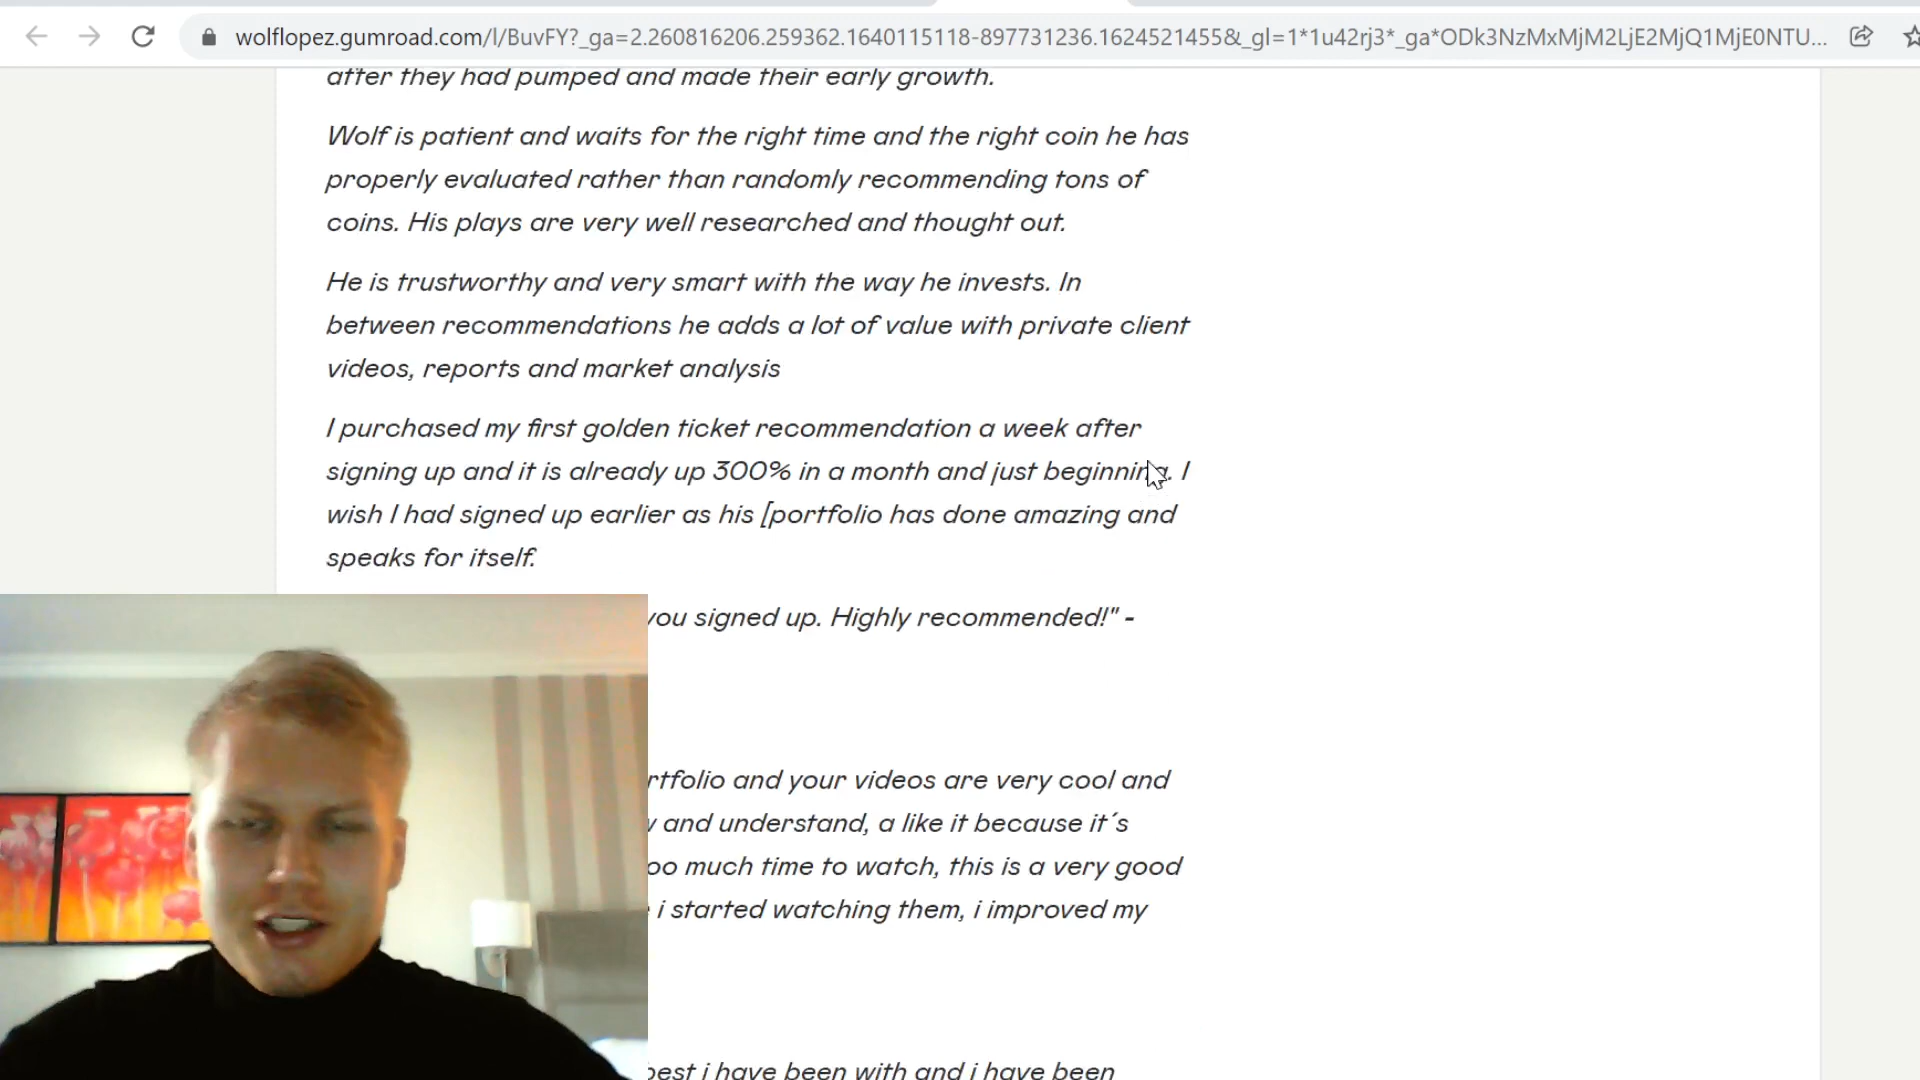 wolflopez.gumroad.com/l/BuvFY?_ga=2.260816206.259362.1640115118-897731236.1624521455&_gl=1*1u42rj3*_ga*ODk3NzMxMjM2LjE2MjQ1MjE0NTU...
after they had pumped and made their early growth.
Wolf is patient and waits for the right time and the right coin he has
properly evaluated rather than randomly recommending tons of
coins. His plays are very well researched and thought out.
He is trustworthy and very smart with the way he invests. In
between recommendations he adds a lot of value with private client
videos, reports and market analysis
I purchased my first golden ticket recommendation a week after
signing up and it is already up 300% in a month and just beginning. I
wish I had signed up earlier as his [portfolio has done amazing and
speaks for itself.
you signed up. Highly recommended!" -
rtfolio and your videos are very cool and
and understand, a like it because it´s
oo much time to watch, this is a very good
i started watching them, i improved my
best i have been with and i have been